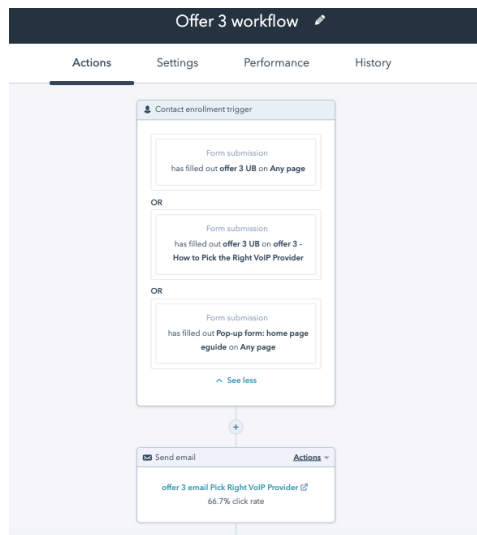 Offer 3 workflow
Actions Settings Performance History
Contact enrollment trigger
Form submission
has filled out offer 3 UB on Any page
OR
Form submission
has filled out offer 3 UB on offer 3 -
How to Pick the Right VoIP Provider
OR
Form submission
has filled out Pop-up form: home page
eguide on Any page
See less
+
Send email Actions
offer 3 email Pick Right VoIP Provider
66.7% click rate